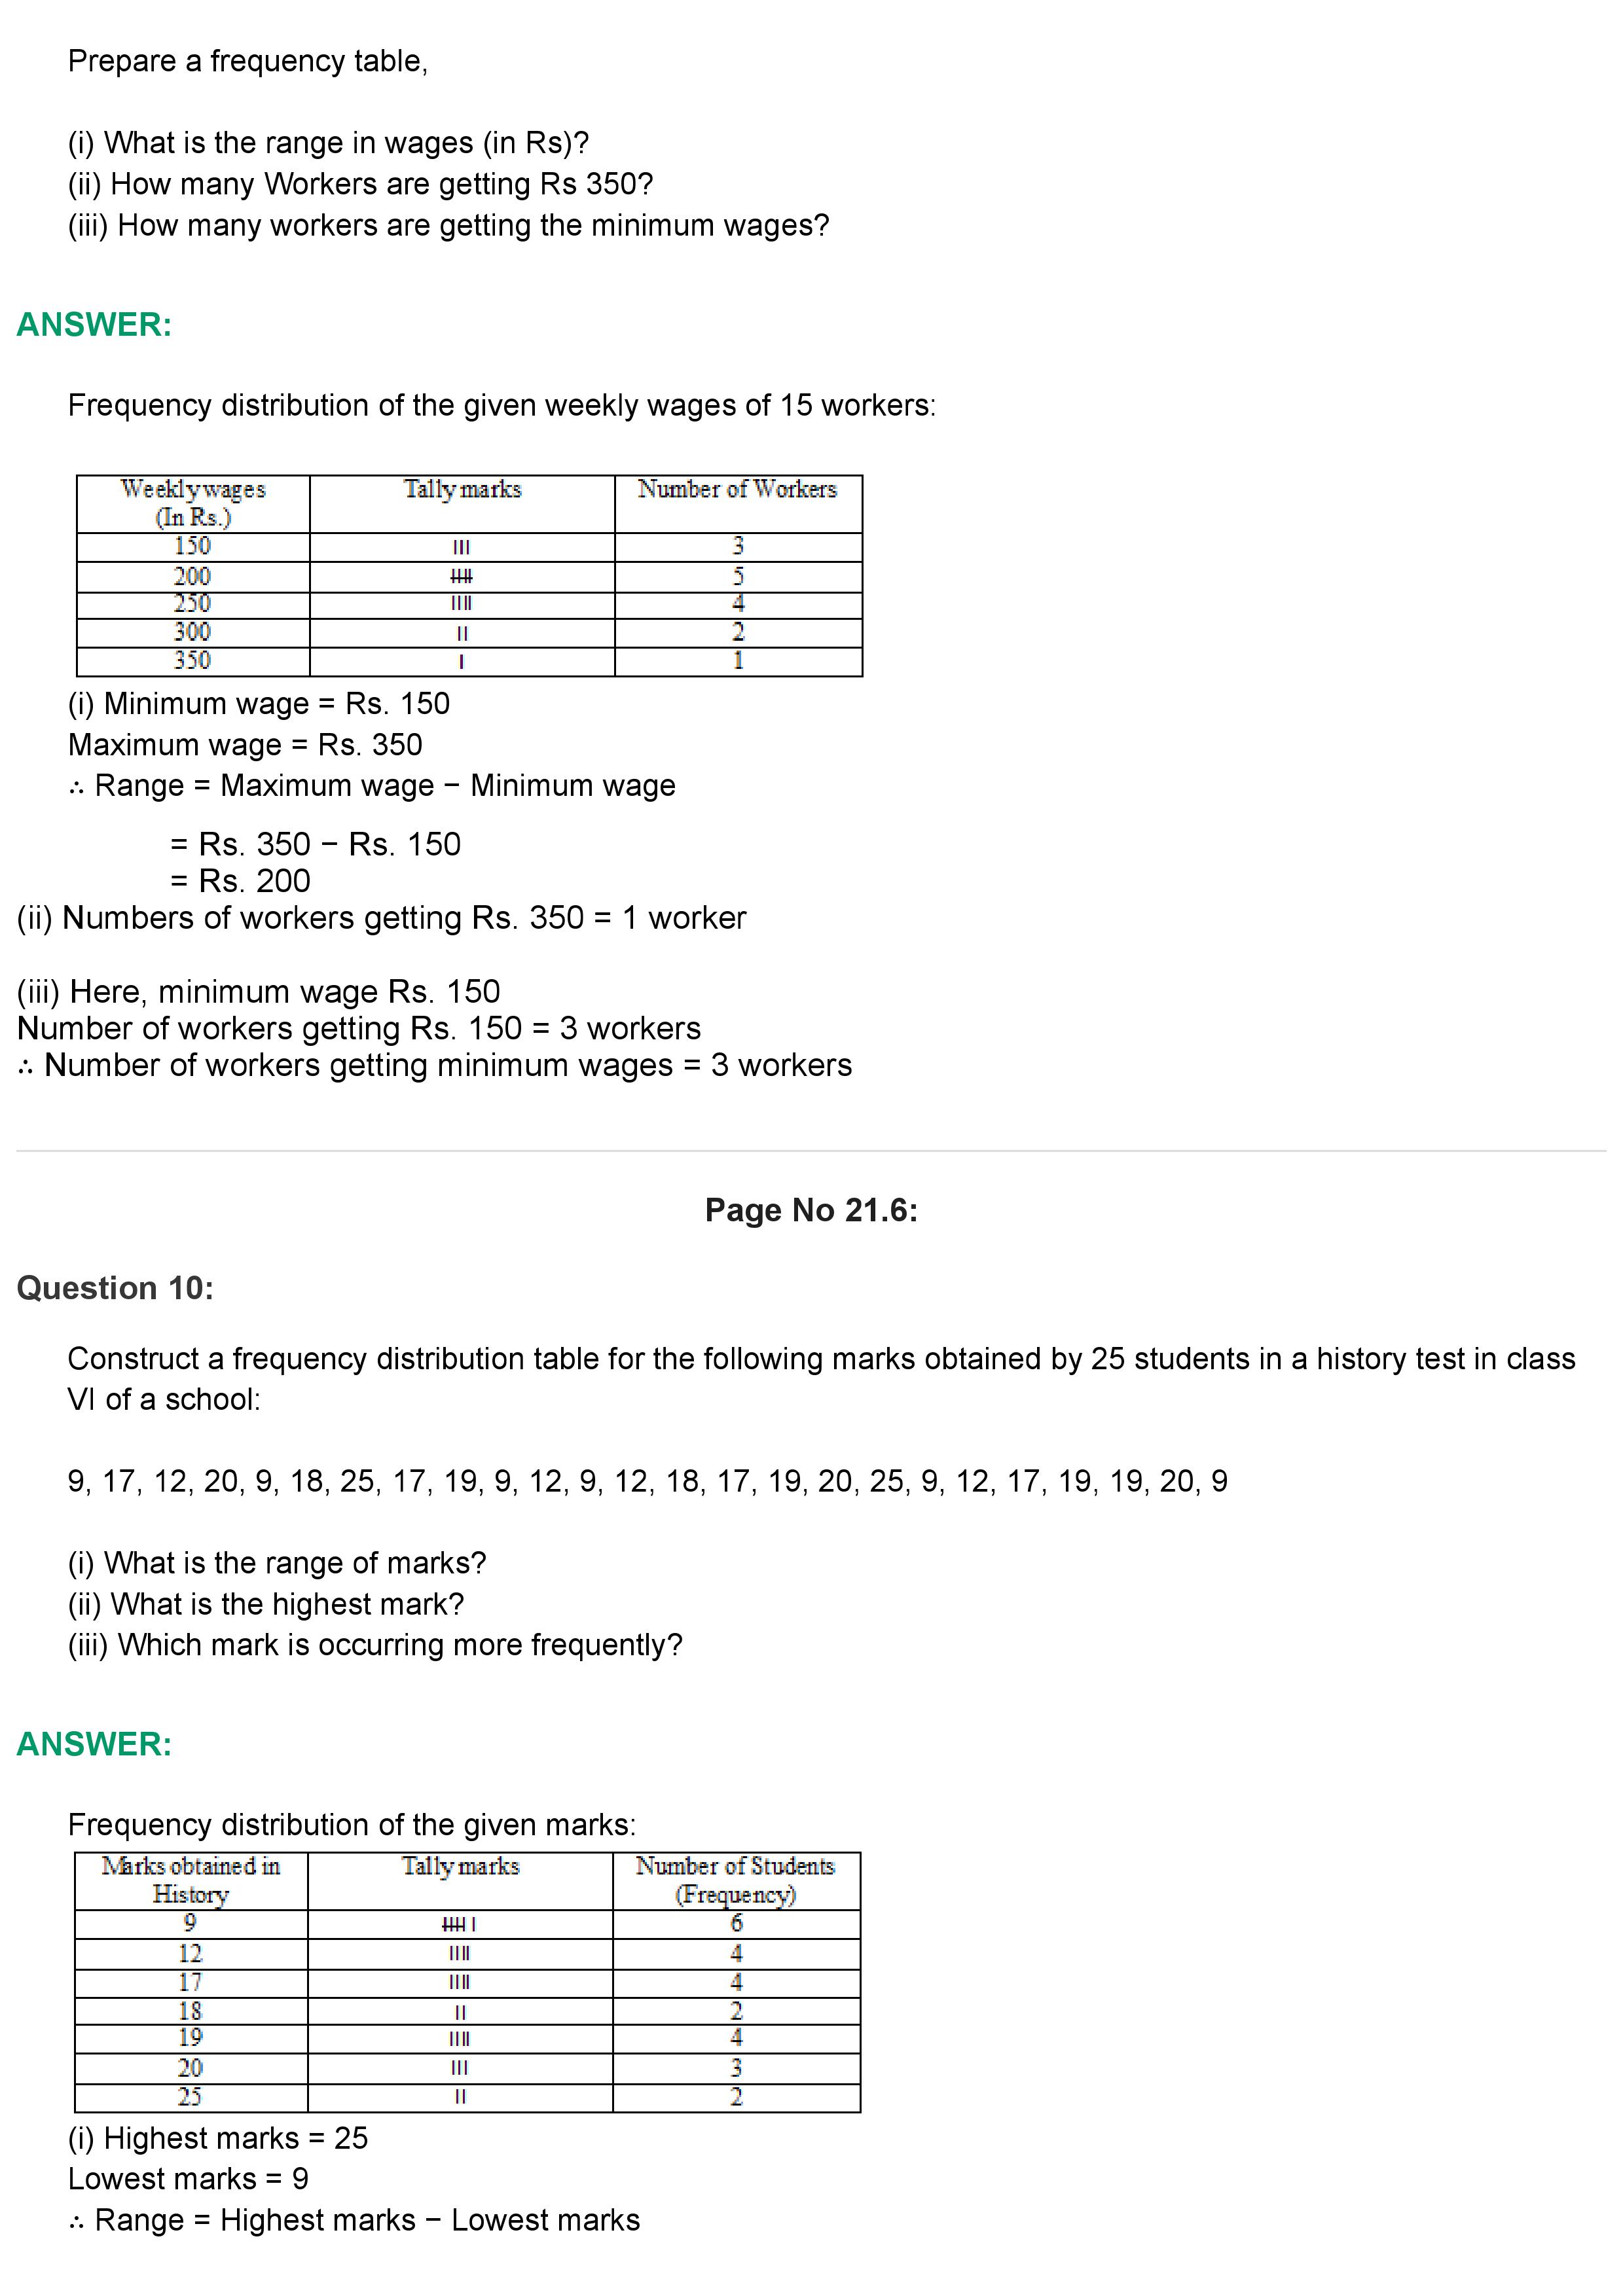 Prepare a frequency table,
(i) What is the range in wages (in Rs)?
(ii) How many Workers are getting Rs 350?
(iii) How many workers are getting the minimum wages?
ANSWER:
Frequency distribution of the given weekly wages of 15 workers:
Weekly wages (In Rs.) Tally marks Number of Workers
150 III 3
200 IIII 5
250 IIII 4
300 II 2
350 I 1
(i) Minimum wage = Rs. 150
Maximum wage = Rs. 350
∴ Range = Maximum wage − Minimum wage
= Rs. 350 − Rs. 150
= Rs. 200
(ii) Numbers of workers getting Rs. 350 = 1 worker
(iii) Here, minimum wage Rs. 150
Number of workers getting Rs. 150 = 3 workers
∴ Number of workers getting minimum wages = 3 workers
Page No 21.6:
Question 10:
Construct a frequency distribution table for the following marks obtained by 25 students in a history test in class
VI of a school:
9, 17, 12, 20, 9, 18, 25, 17, 19, 9, 12, 9, 12, 18, 17, 19, 20, 25, 9, 12, 17, 19, 19, 20, 9
(i) What is the range of marks?
(ii) What is the highest mark?
(iii) Which mark is occurring more frequently?
ANSWER:
Frequency distribution of the given marks:
Marks obtained in History Tally marks Number of Students (Frequency)
9 IIII I 6
12 IIII 4
17 IIII 4
18 II 2
19 IIII 4
20 III 3
25 II 2
(i) Highest marks = 25
Lowest marks = 9
∴ Range = Highest marks − Lowest marks